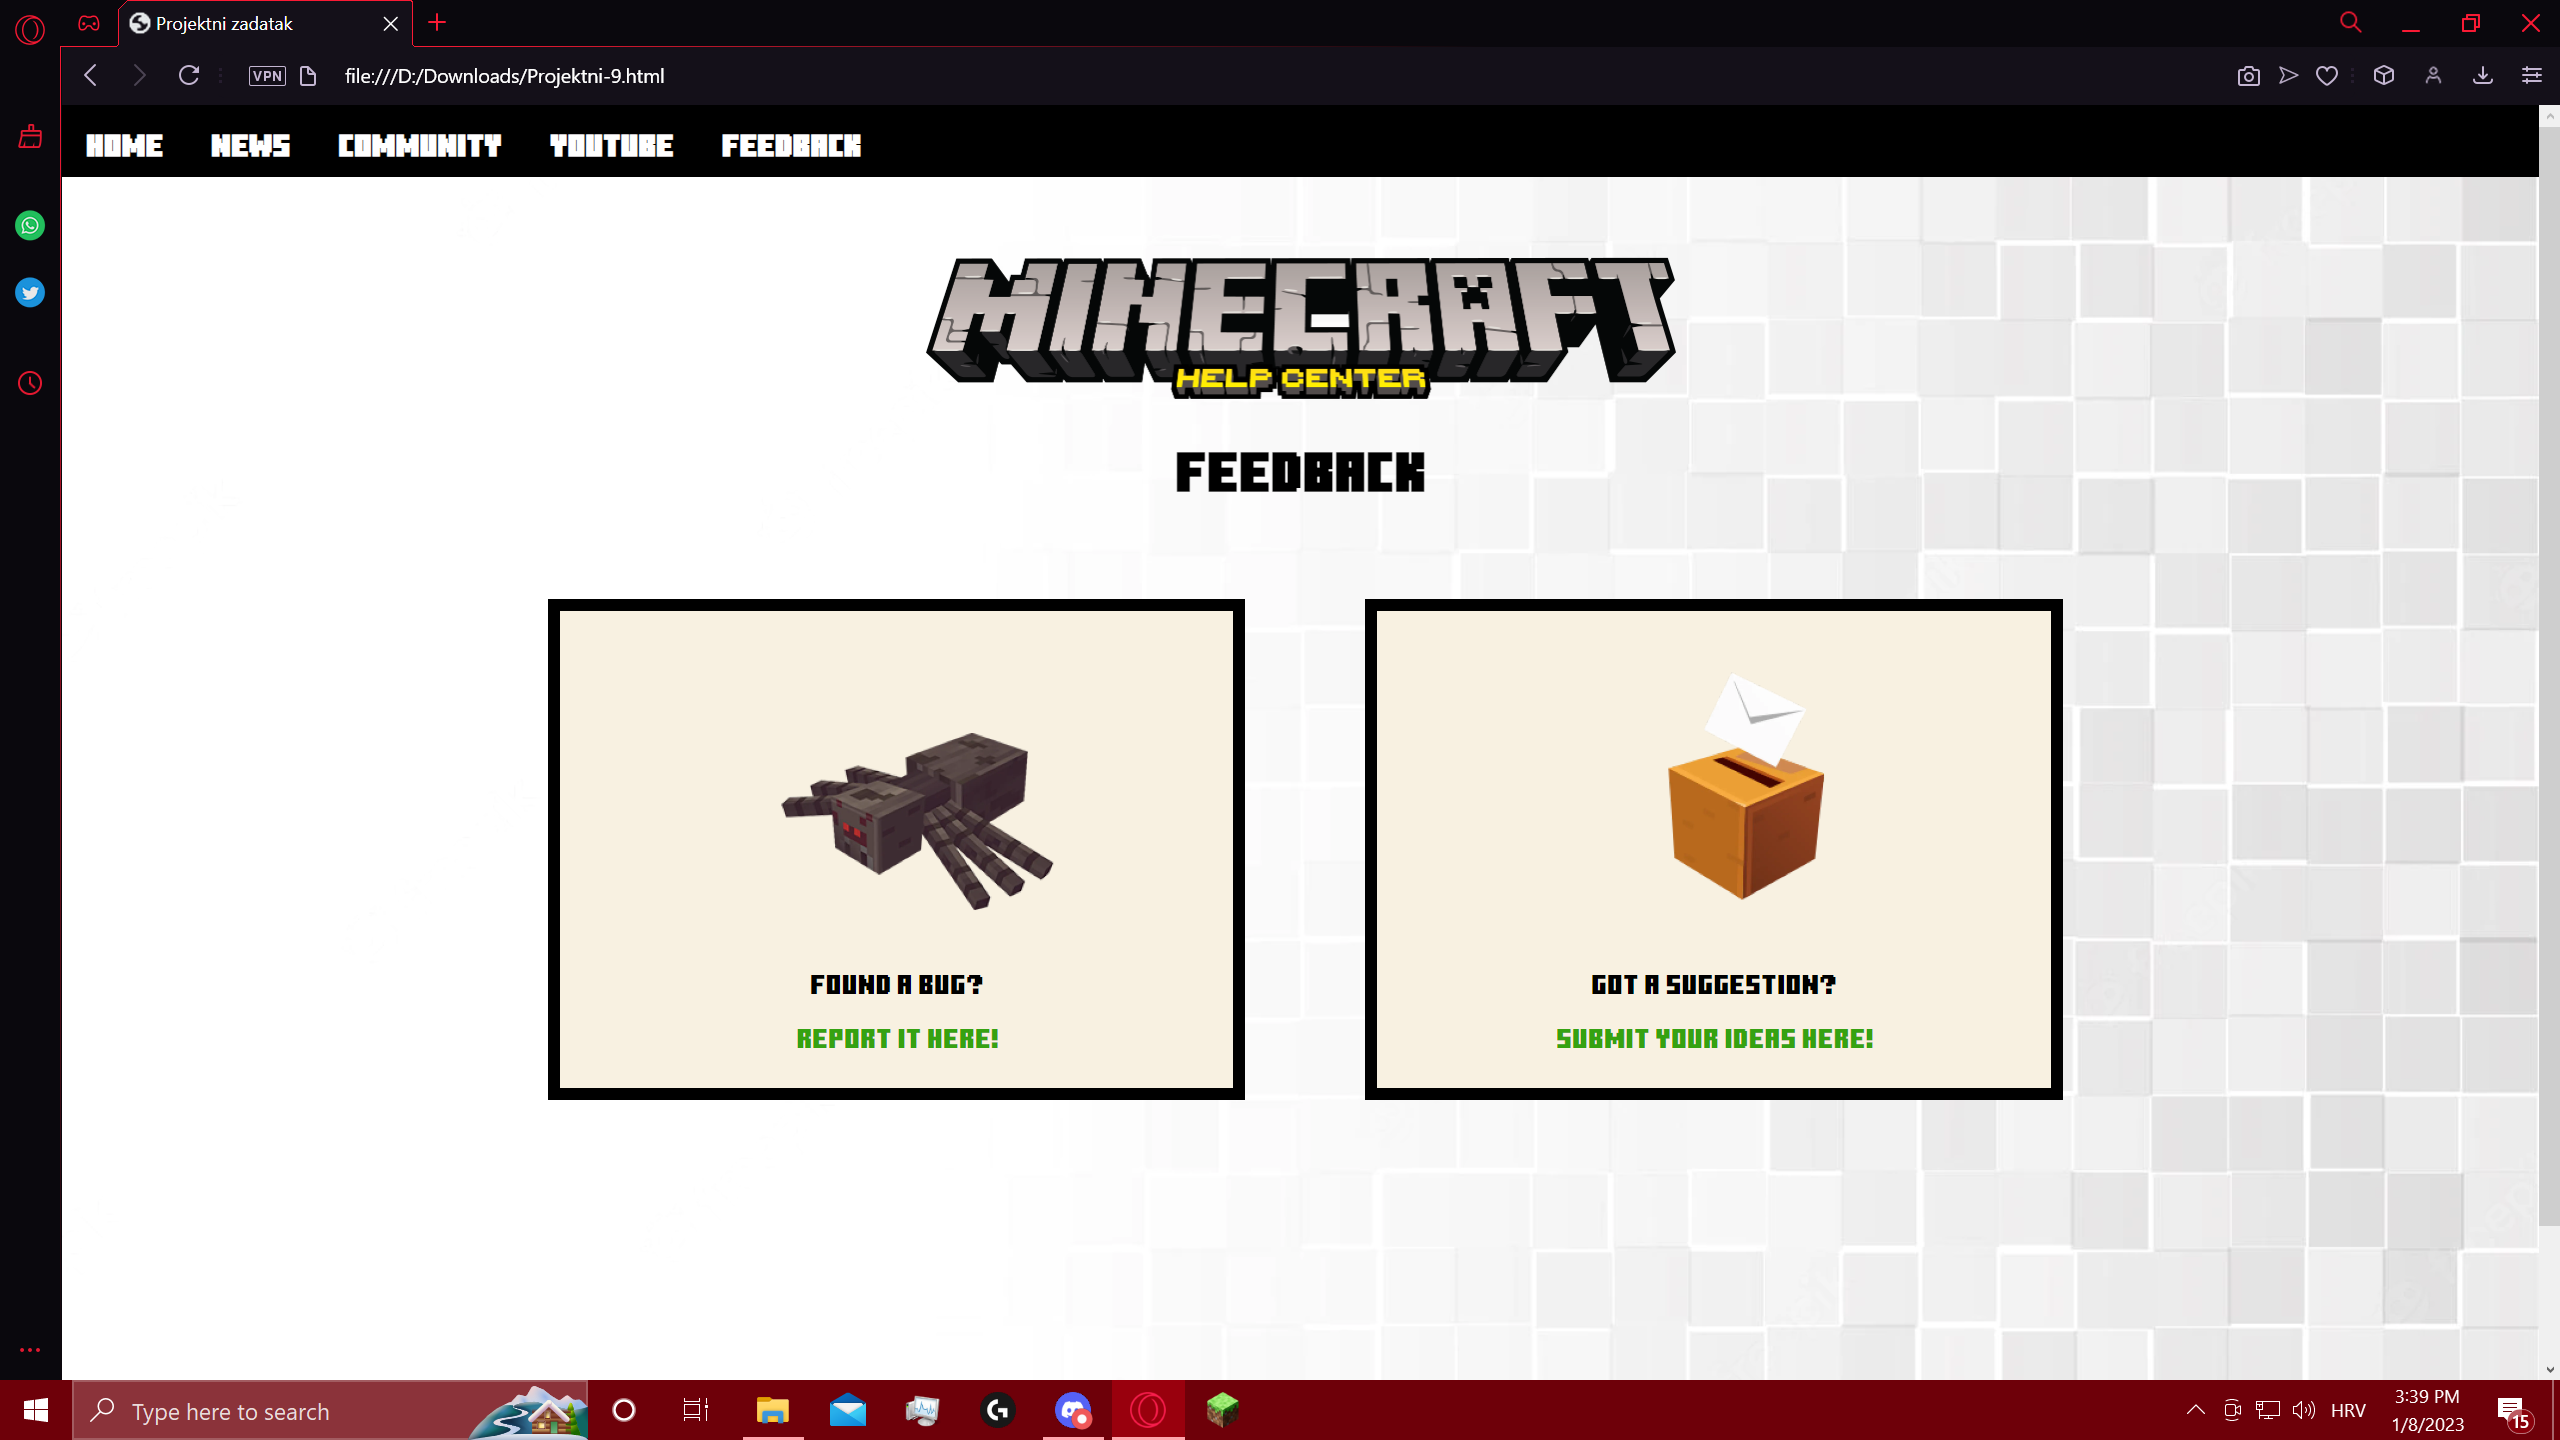 Projektni zadatak
VPN
file:///D:/Downloads/Projektni-9.html
HOME NEWS COMMUNITY YOUTUBE FEEDBACK
MINECRAFT
HELP CENTER
FEEDBACK
FOUND A BUG?
REPORT IT HERE!
GOT A SUGGESTION?
SUBMIT YOUR IDEAS HERE!
Type here to search
HRV
3:39 PM
1/8/2023
15